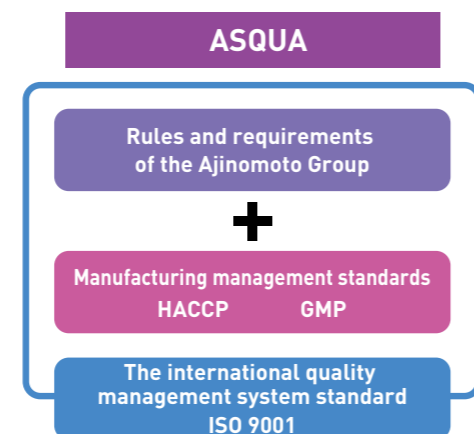 ASQUA
Rules and requirements
of the Ajinomoto Group
+
Manufacturing management standards
HACCP GMP
The international quality
management system standard
ISO 9001